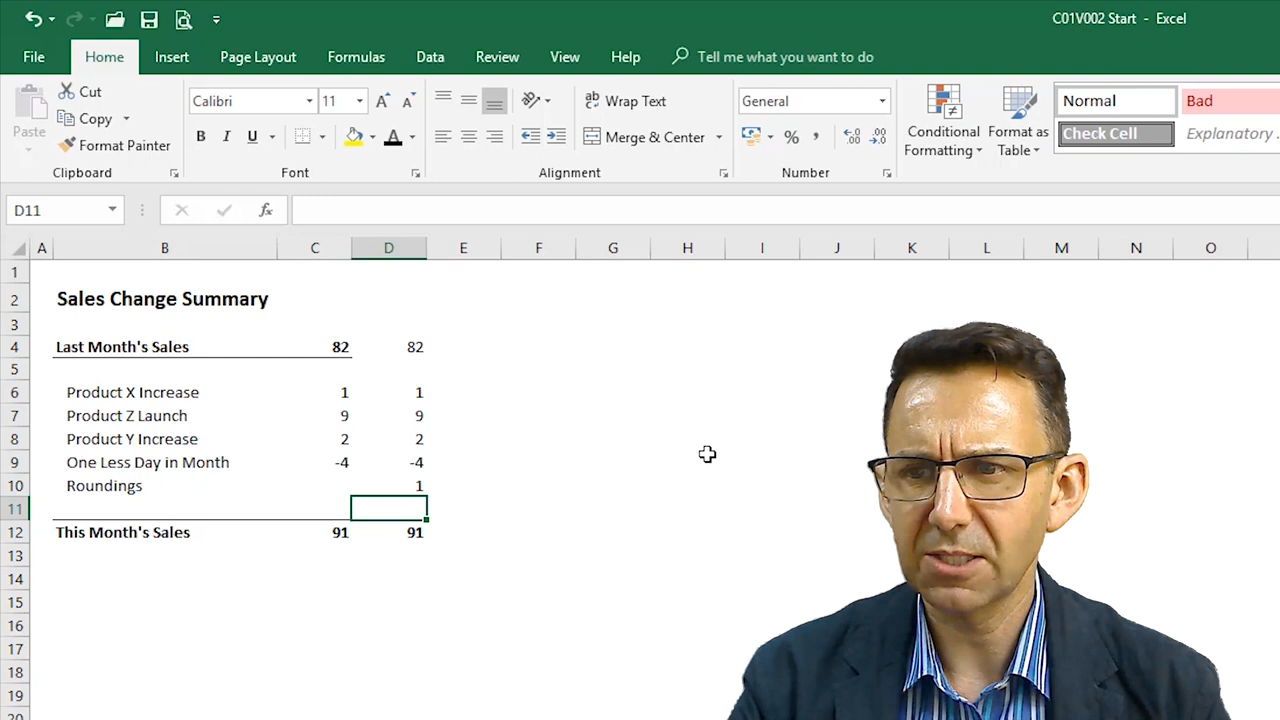 C01V002 Start - Excel
File Home Insert Page Layout Formulas Data Review View Help Tell me what you want to do
Paste
Cut
Copy
Format Painter
Clipboard
Calibri 11 A A
B I U A
Font
ab Wrap Text
Merge & Center
Alignment
General
% ,
Number
Conditional Formatting
Format as Table
Normal
Bad
Check Cell
Explanatory ...
D11 fx
A B C D E F G H I J K L M N O
1
2 Sales Change Summary
3
4 Last Month's Sales 82 82
5
6 Product X Increase 1 1
7 Product Z Launch 9 9
8 Product Y Increase 2 2
9 One Less Day in Month -4 -4
10 Roundings 1
11
12 This Month's Sales 91 91
13
14
15
16
17
18
19
20